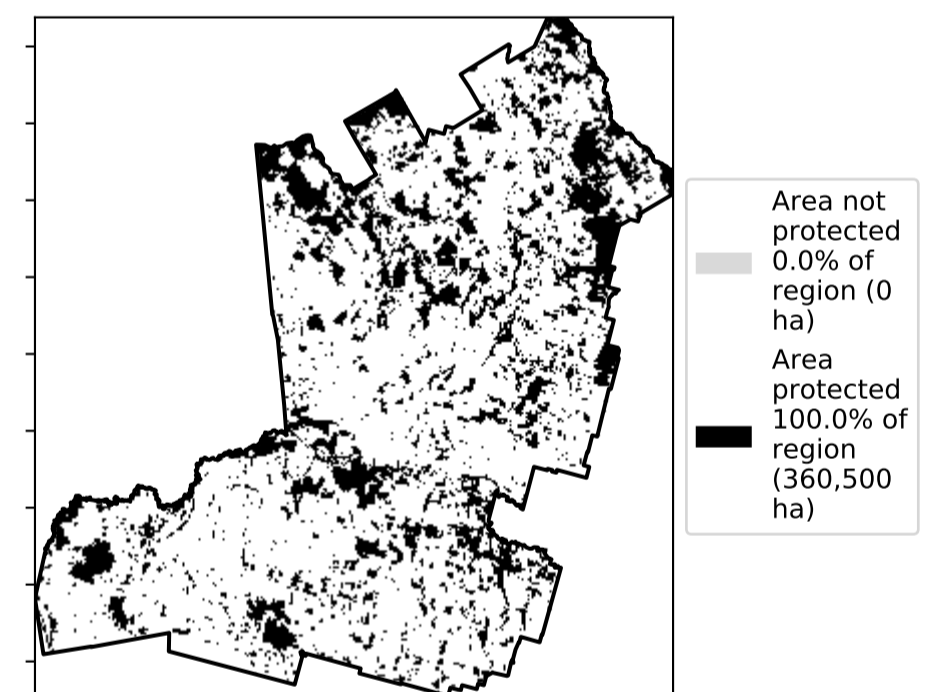 Area not
protected
0.0% of
region (0
ha)
Area
protected
100.0% of
region
(360,500
ha)